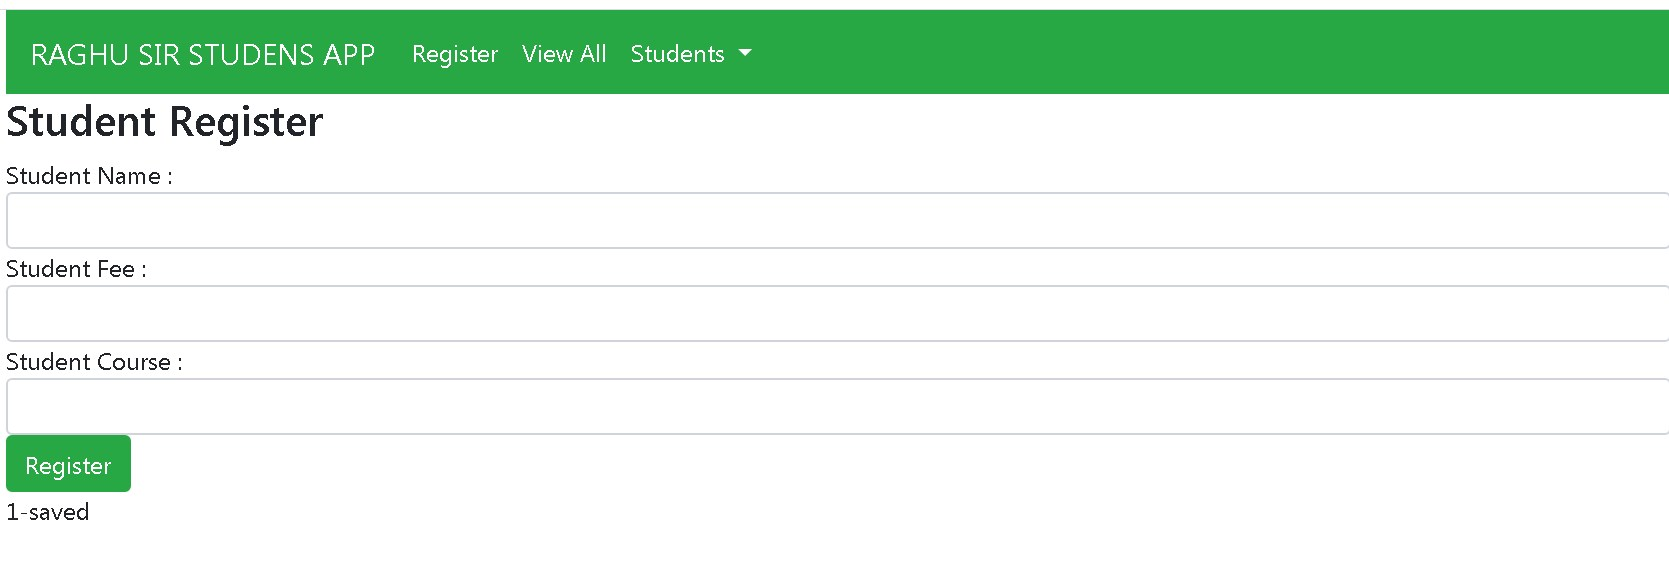 RAGHU SIR STUDENS APP Register View All Students
Student Register
Student Name :
Student Fee :
Student Course :
Register
1-saved